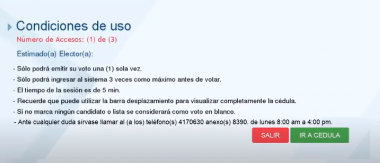 Condiciones de uso
Número de Accesos: (1) de (3)
Estimado(a) Elector(a):
- Sólo podrá emitir su voto una (1) sola vez.
- Sólo podrá ingresar al sistema 3 veces como máximo antes de votar.
- El tiempo de la sesión es de 5 min.
- Recuerde que puede utilizar la barra desplazamiento para visualizar completamente la cédula.
- Si no marca ningún candidato o lista se considerará como voto en blanco.
- Ante cualquier duda sírvase llamar al (a los) teléfono(s) 4170630 anexo(s) 8390. de lunes 8:00 am a 4:00 pm.
SALIR IR A CEDULA